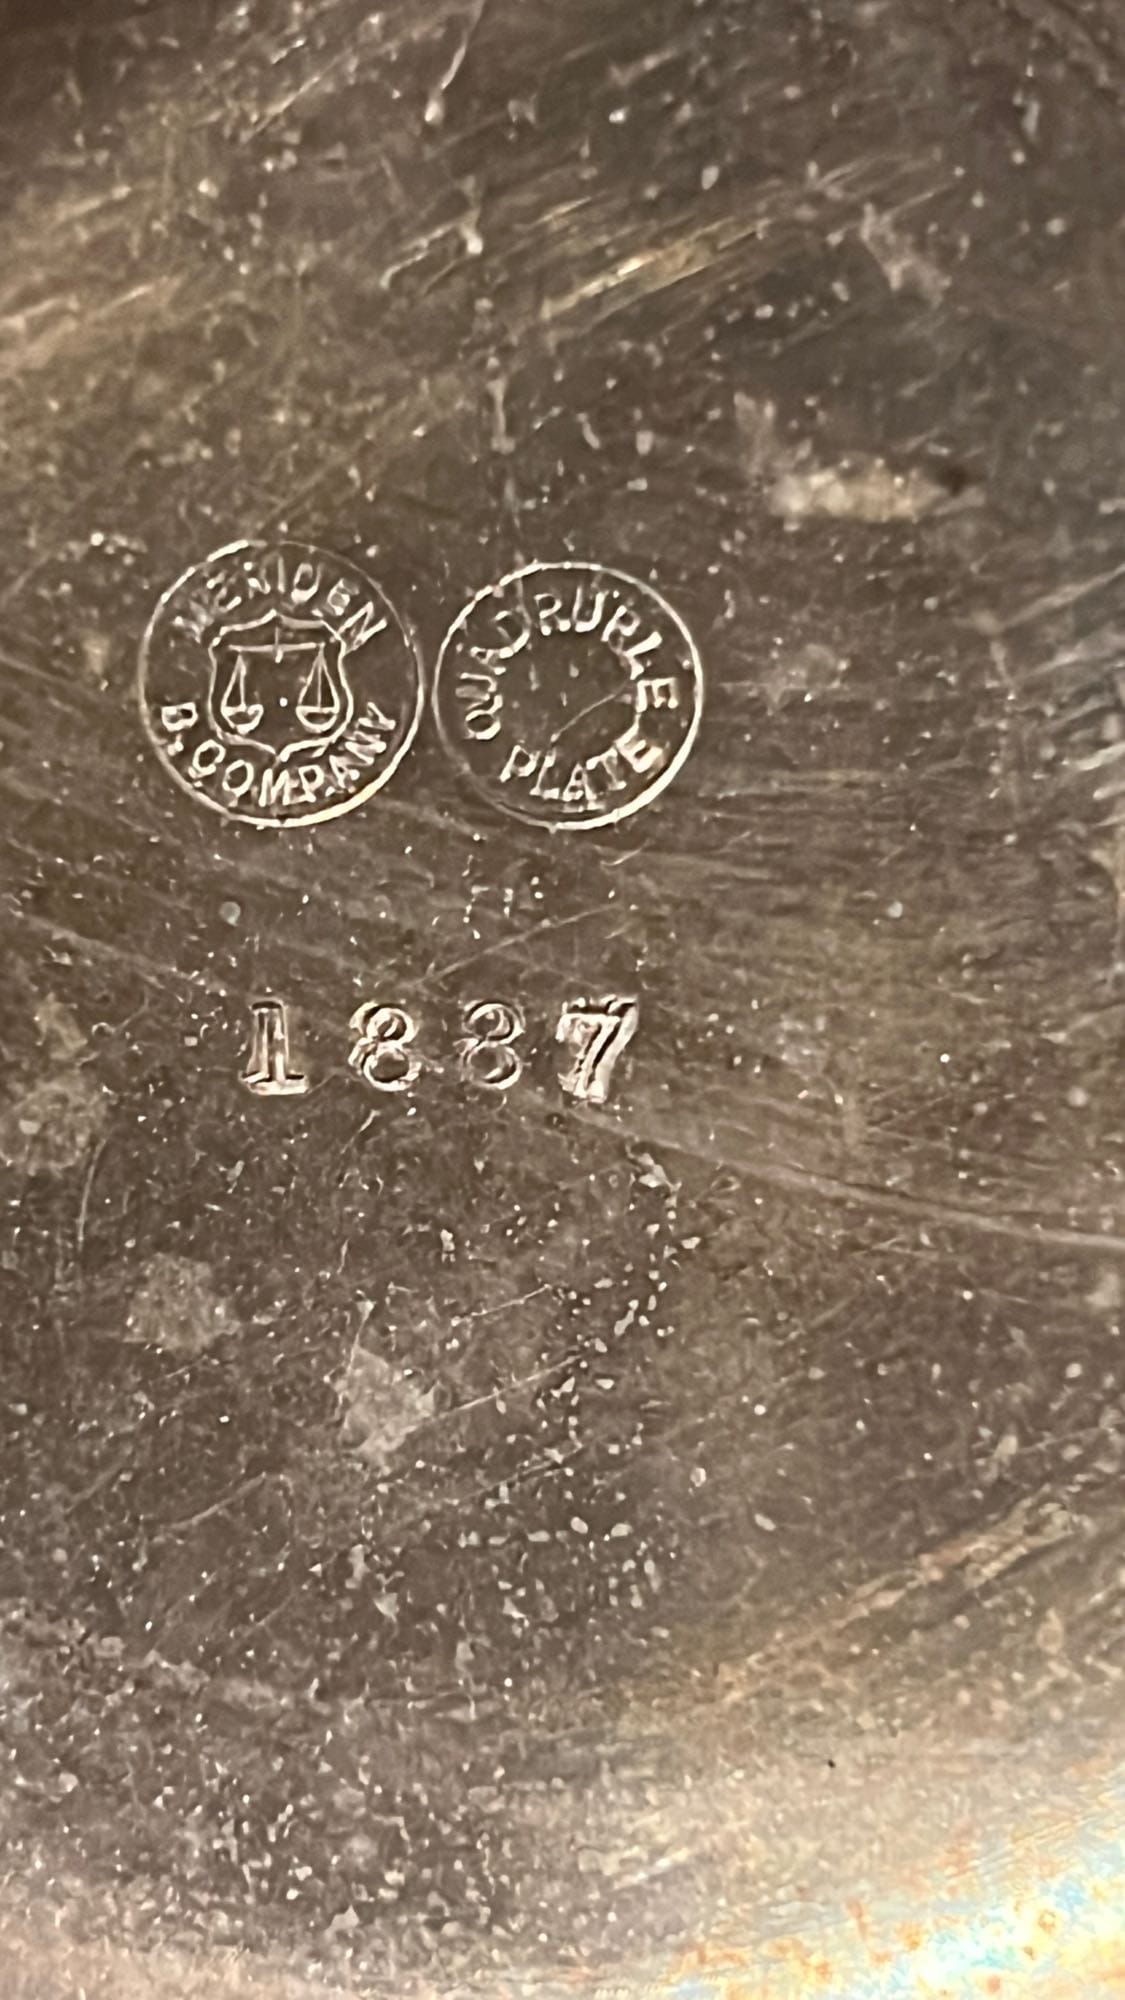 MERIDEN
B. COMPANY
QUADRUPLE
PLATE
1887